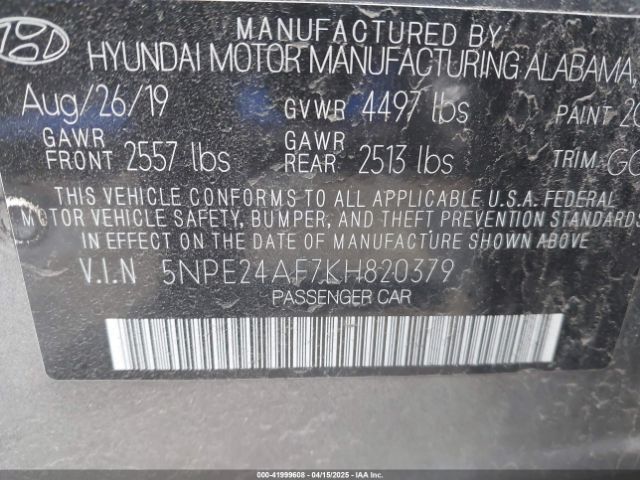 MANUFACTURED BY
HYUNDAI MOTOR MANUFACTURING ALABAMA
Aug/26/19 GVWR 4497 lbs PAINT
GAWR FRONT 2557 lbs GAWR REAR 2513 lbs TRIM:
THIS VEHICLE CONFORMS TO ALL APPLICABLE U.S.A. FEDERAL
MOTOR VEHICLE SAFETY, BUMPER, AND THEFT PREVENTION STANDARDS
IN EFFECT ON THE DATE OF MANUFACTURE SHOWN ABOVE
V.I.N 5NPE24AF7KH820379
PASSENGER CAR
000-41999608 - 04/15/2025 - IAAI.COM